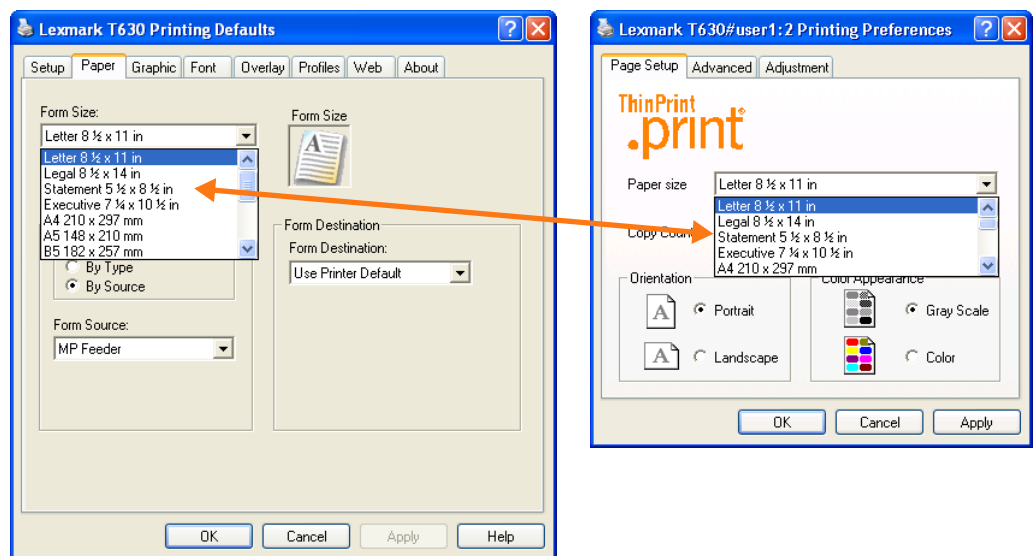 Lexmark T630 Printing Defaults
Setup Paper Graphic Font Overlay Profiles Web About
Form Size:
Letter 8 ½ x 11 in
Letter 8 ½ x 11 in
Legal 8 ½ x 14 in
Statement 5 ½ x 8 ½ in
Executive 7 ¼ x 10 ½ in
A4 210 x 297 mm
A5 148 x 210 mm
B5 182 x 257 mm
By Type
By Source
Form Source:
MP Feeder
Form Size
A
Form Destination
Form Destination:
Use Printer Default
OK Cancel Apply Help
Lexmark T630#user1:2 Printing Preferences
Page Setup Advanced Adjustment
ThinPrint
.print®
Paper size
Letter 8 ½ x 11 in
Letter 8 ½ x 11 in
Legal 8 ½ x 14 in
Statement 5 ½ x 8 ½ in
Executive 7 ¼ x 10 ½ in
A4 210 x 297 mm
Copy Coun
Orientation
A Portrait
A Landscape
Color Appearance
Gray Scale
Color
OK Cancel Apply